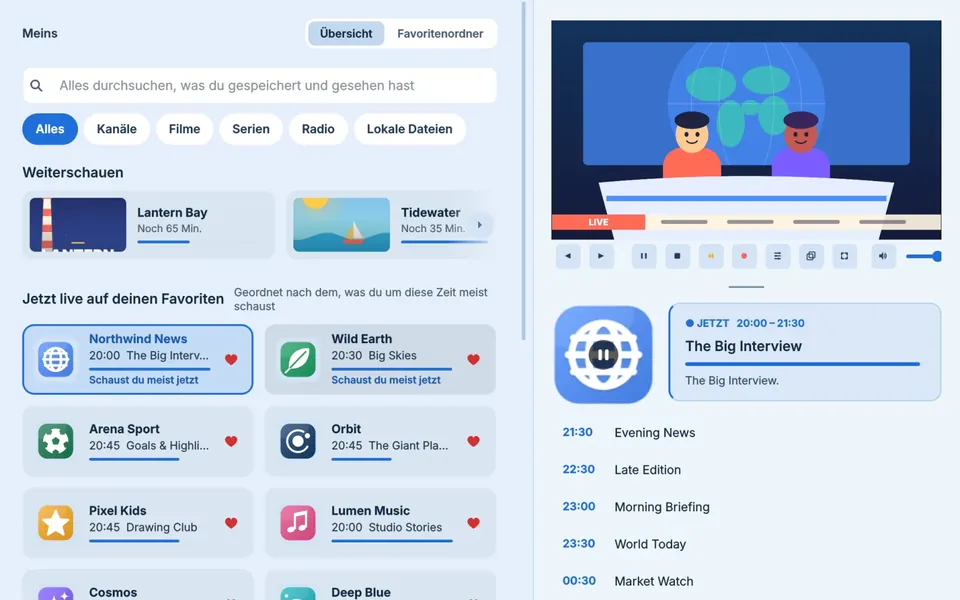 Meins
Übersicht
Favoritenordner
Alles durchsuchen, was du gespeichert und gesehen hast
Alles
Kanäle
Filme
Serien
Radio
Lokale Dateien
Weiterschauen
Lantern Bay
Noch 65 Min.
Tidewater
Noch 35 Min.
Jetzt live auf deinen Favoriten
Geordnet nach dem, was du um diese Zeit meist
schaust
Northwind News
20:00 The Big Interv...
Schaust du meist jetzt
Wild Earth
20:30 Big Skies
Schaust du meist jetzt
Arena Sport
20:45 Goals & Highli...
Orbit
20:45 The Giant Pla...
Pixel Kids
20:45 Drawing Club
Lumen Music
20:00 Studio Stories
Cosmos
Deep Blue
LIVE
JETZT 20:00 – 21:30
The Big Interview
The Big Interview.
21:30 Evening News
22:30 Late Edition
23:00 Morning Briefing
23:30 World Today
00:30 Market Watch